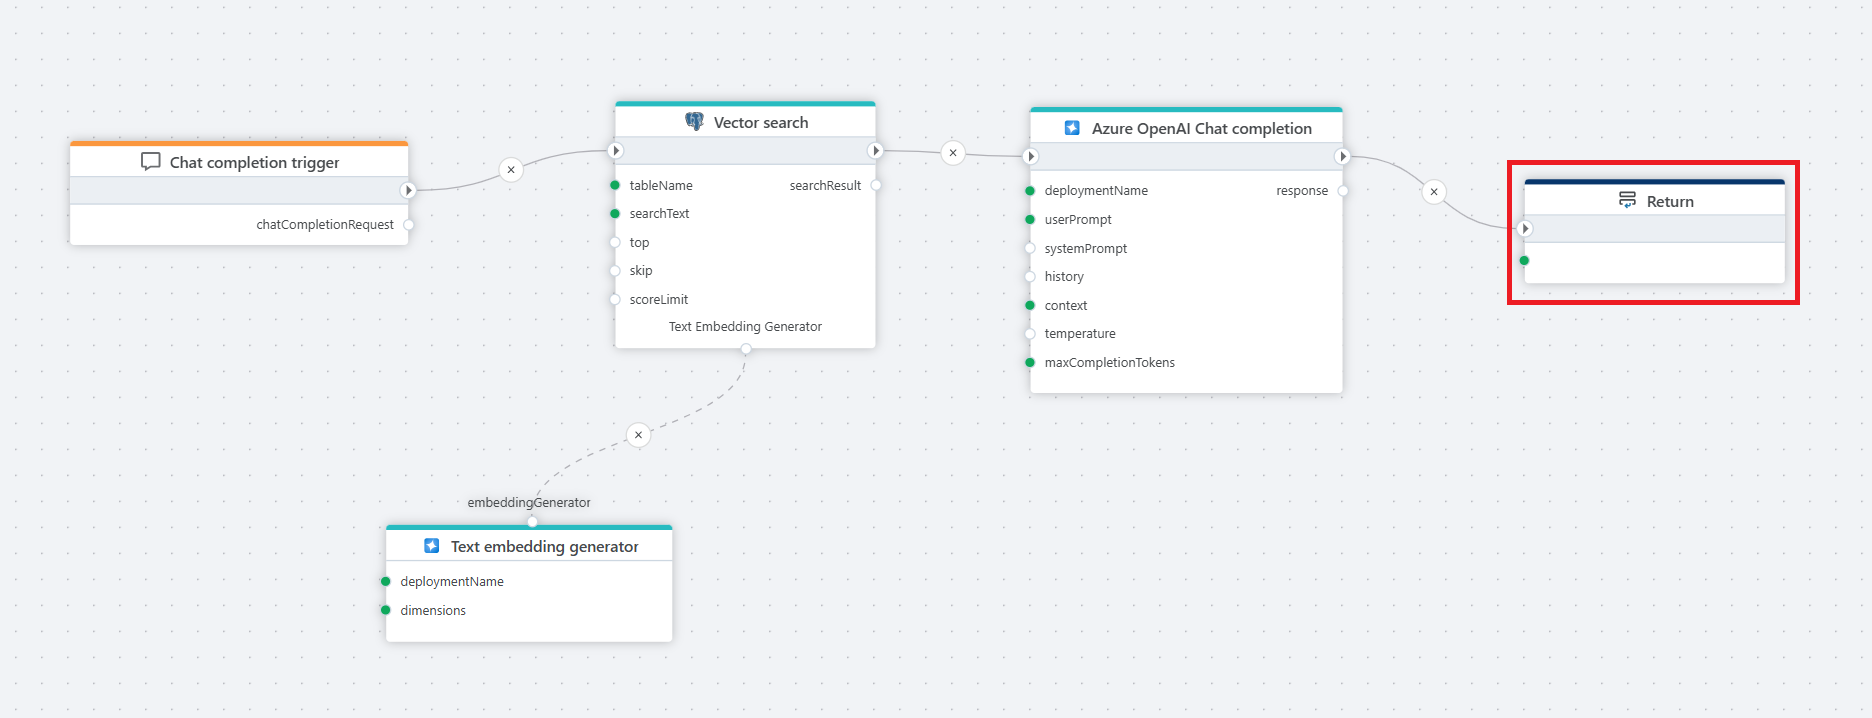 Chat completion trigger
chatCompletionRequest
Vector search
tableName
searchResult
searchText
top
skip
scoreLimit
Text Embedding Generator
embeddingGenerator
Text embedding generator
deploymentName
dimensions
Azure OpenAI Chat completion
deploymentName
response
userPrompt
systemPrompt
history
context
temperature
maxCompletionTokens
Return